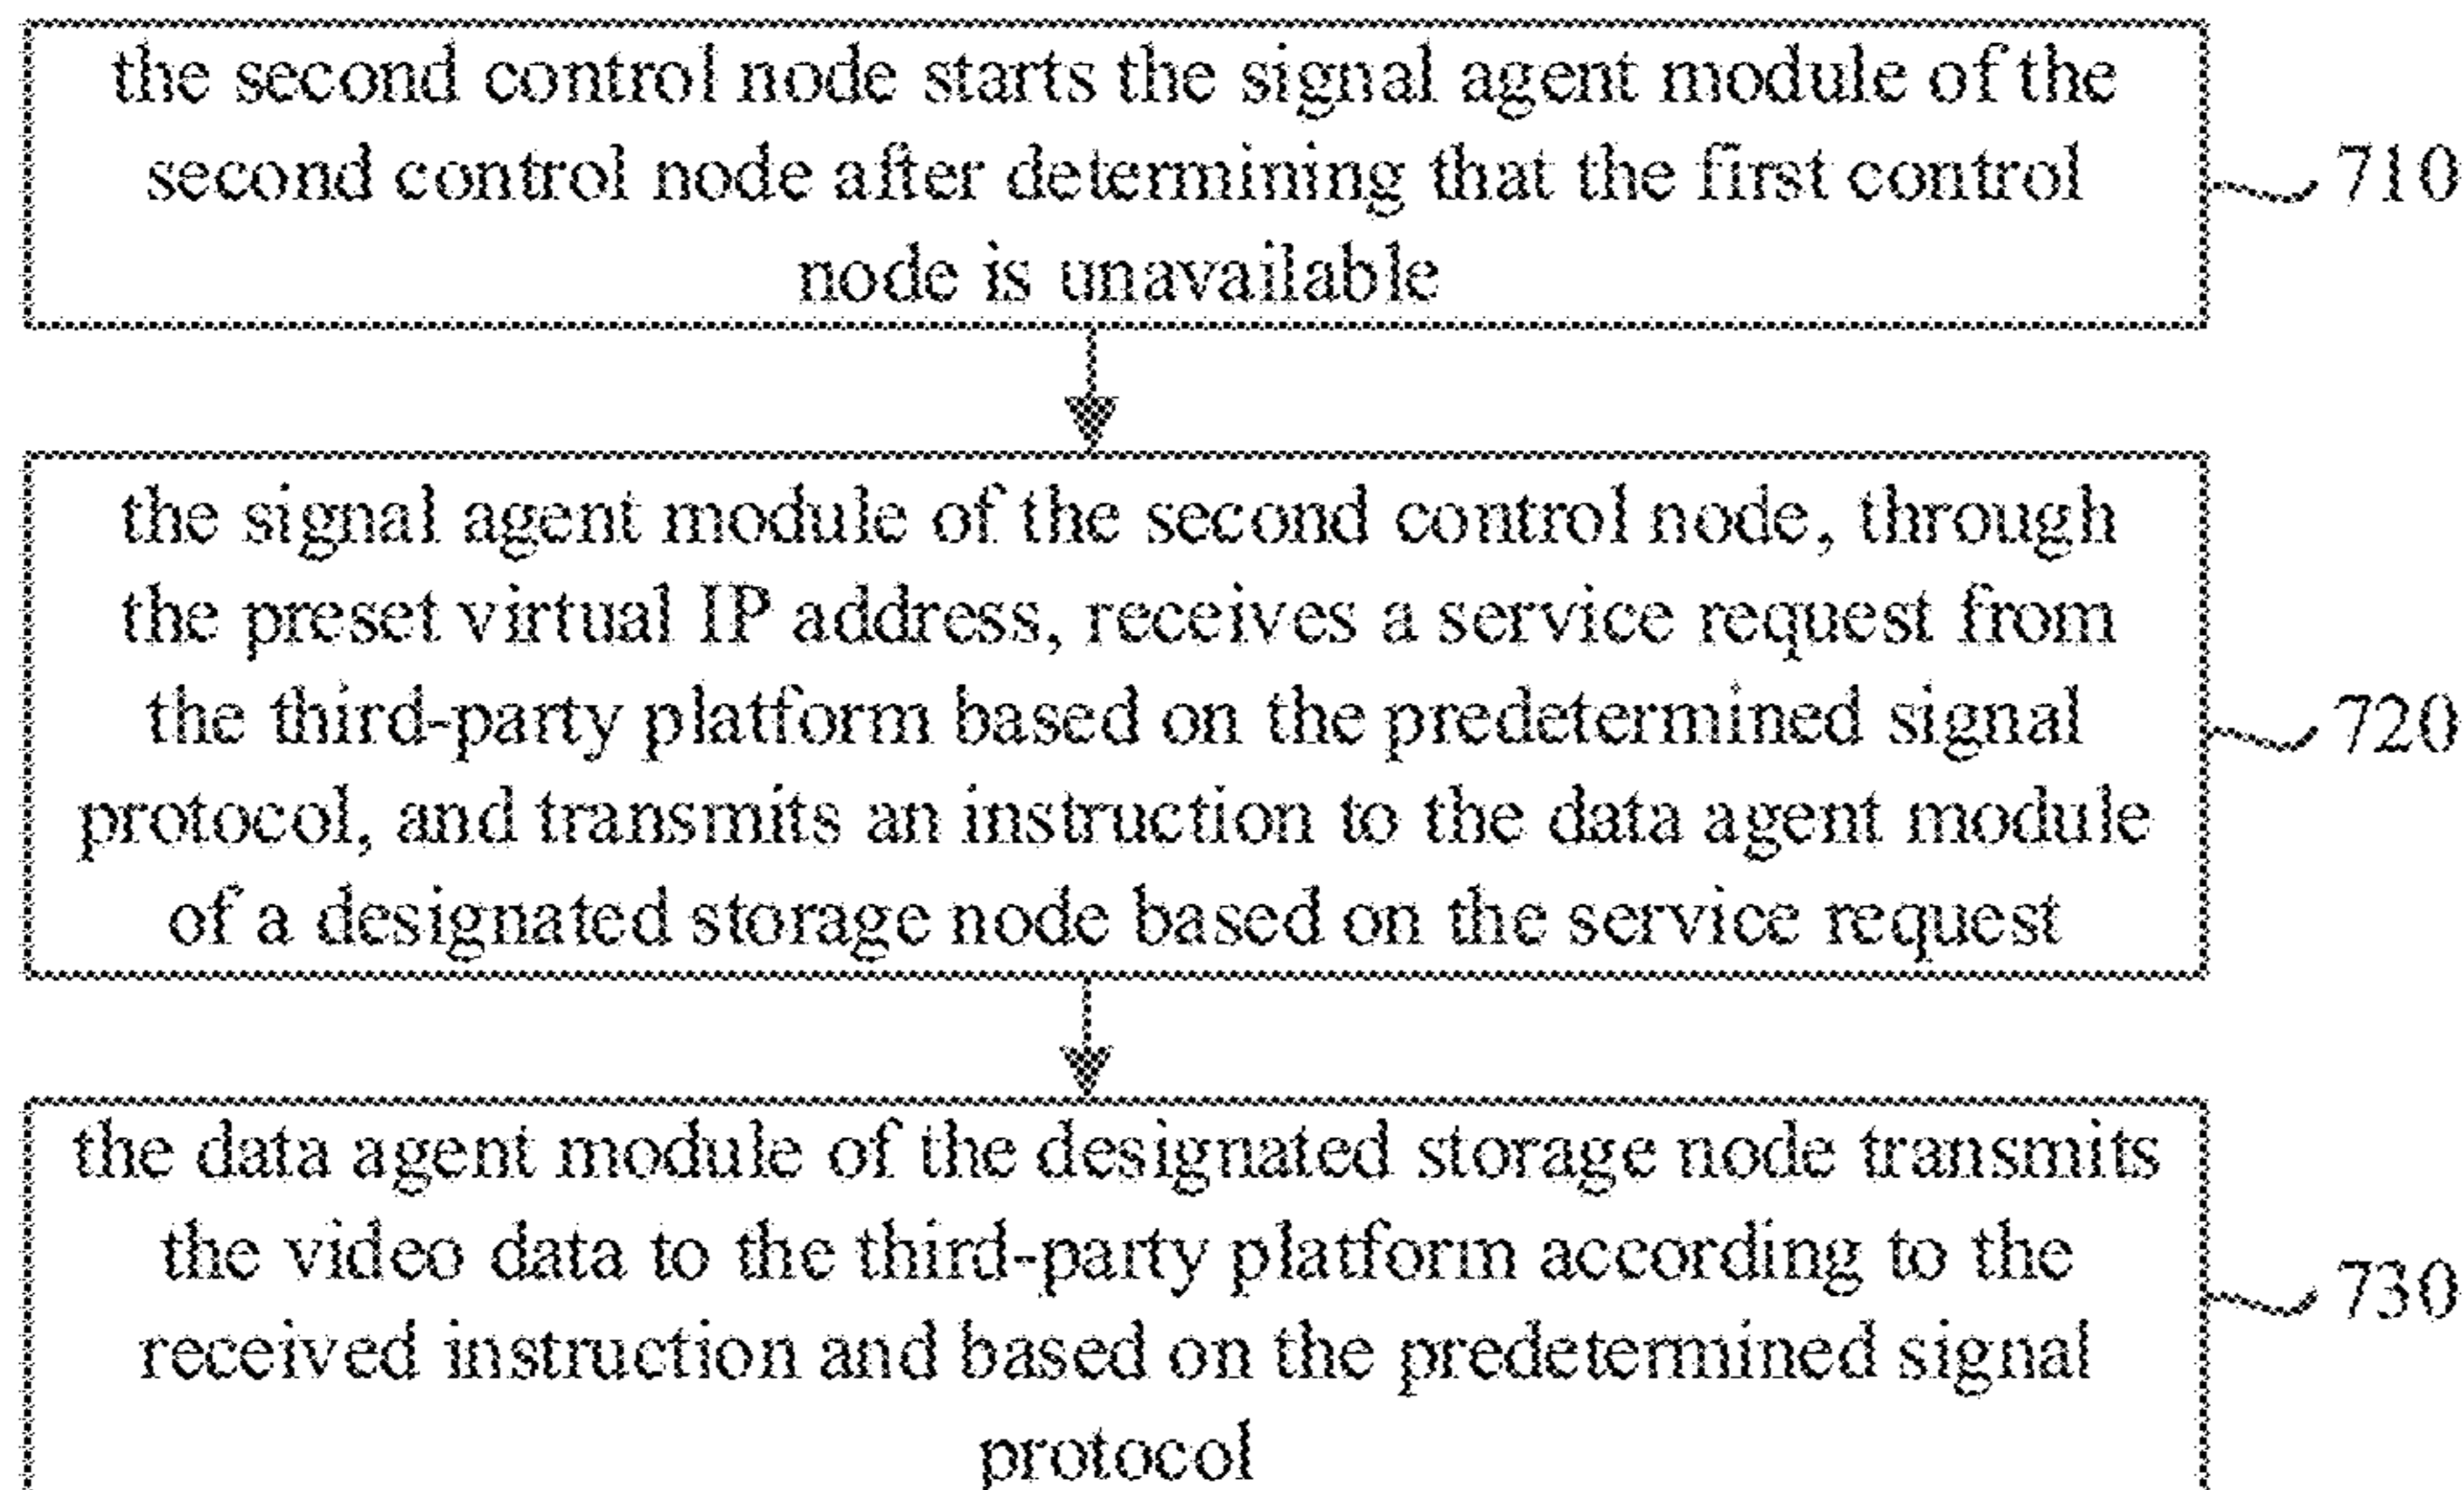 the second control node starts the signal agent module of the
second control node after determining that the first control
node is unavailable
710
the signal agent module of the second control node, through
the preset virtual IP address, receives a service request from
the third-party platform based on the predetermined signal
protocol, and transmits an instruction to the data agent module
of a designated storage node based on the service request
720
the data agent module of the designated storage node transmits
the video data to the third-party platform according to the
received instruction and based on the predetermined signal
protocol
730